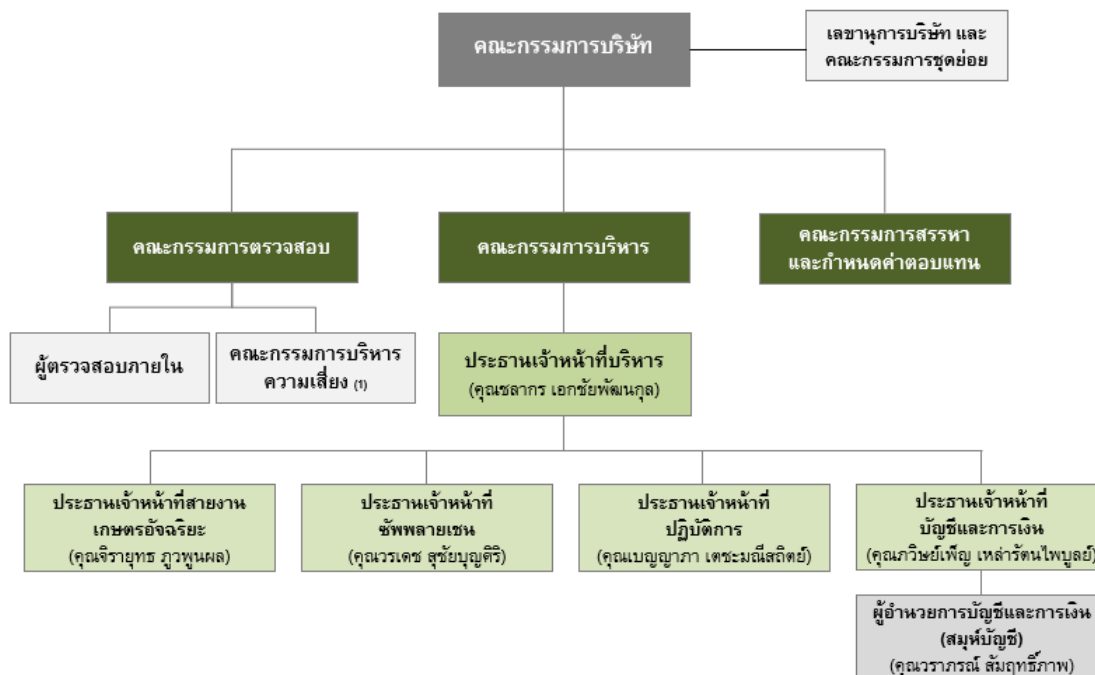 คณะกรรมการบริษัท
เลขานุการบริษัท และ
คณะกรรมการชุดย่อย
คณะกรรมการตรวจสอบ
คณะกรรมการบริหาร
คณะกรรมการสรรหา
และกำหนดค่าตอบแทน
ผู้ตรวจสอบภายใน
คณะกรรมการบริหาร
ความเสี่ยง (1)
ประธานเจ้าหน้าที่บริหาร
(คุณชลากร เอกชัยพัฒนกุล)
ประธานเจ้าหน้าที่สายงาน
เกษตรอัจฉริยะ
(คุณจิรายุทธ ภูวพูนผล)
ประธานเจ้าหน้าที่
ซัพพลายเชน
(คุณวรเดช สุชัยบุญศิริ)
ประธานเจ้าหน้าที่
ปฏิบัติการ
(คุณเบญญาภา เตชะมณีสถิตย์)
ประธานเจ้าหน้าที่
บัญชีและการเงิน
(คุณภวิษย์เพ็ญ เหล่ารัตนไพบูลย์)
ผู้อำนวยการบัญชีและการเงิน
(สมุห์บัญชี)
(คุณวราภรณ์ สัมฤทธิ์ภาพ)